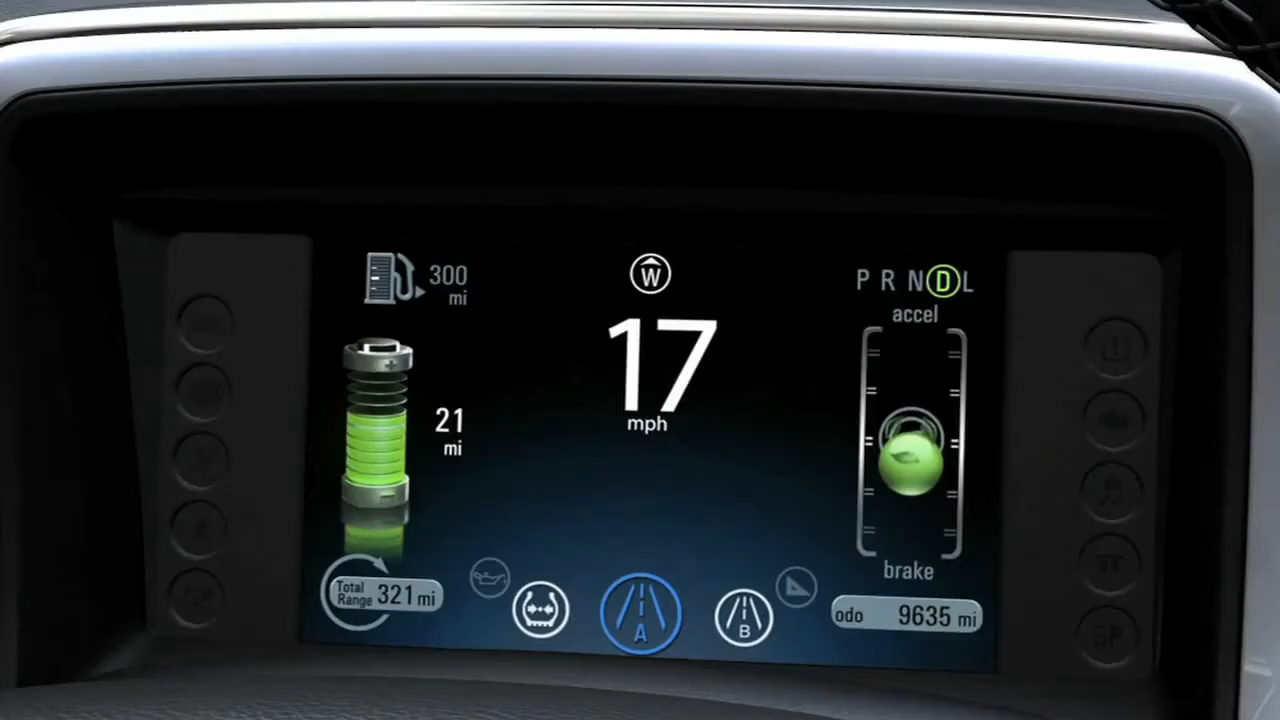 300
mi
W
P R N D L
accel
17
mph
+
21
mi
brake
Total
Range 321 mi
A
B
odo 9635 mi